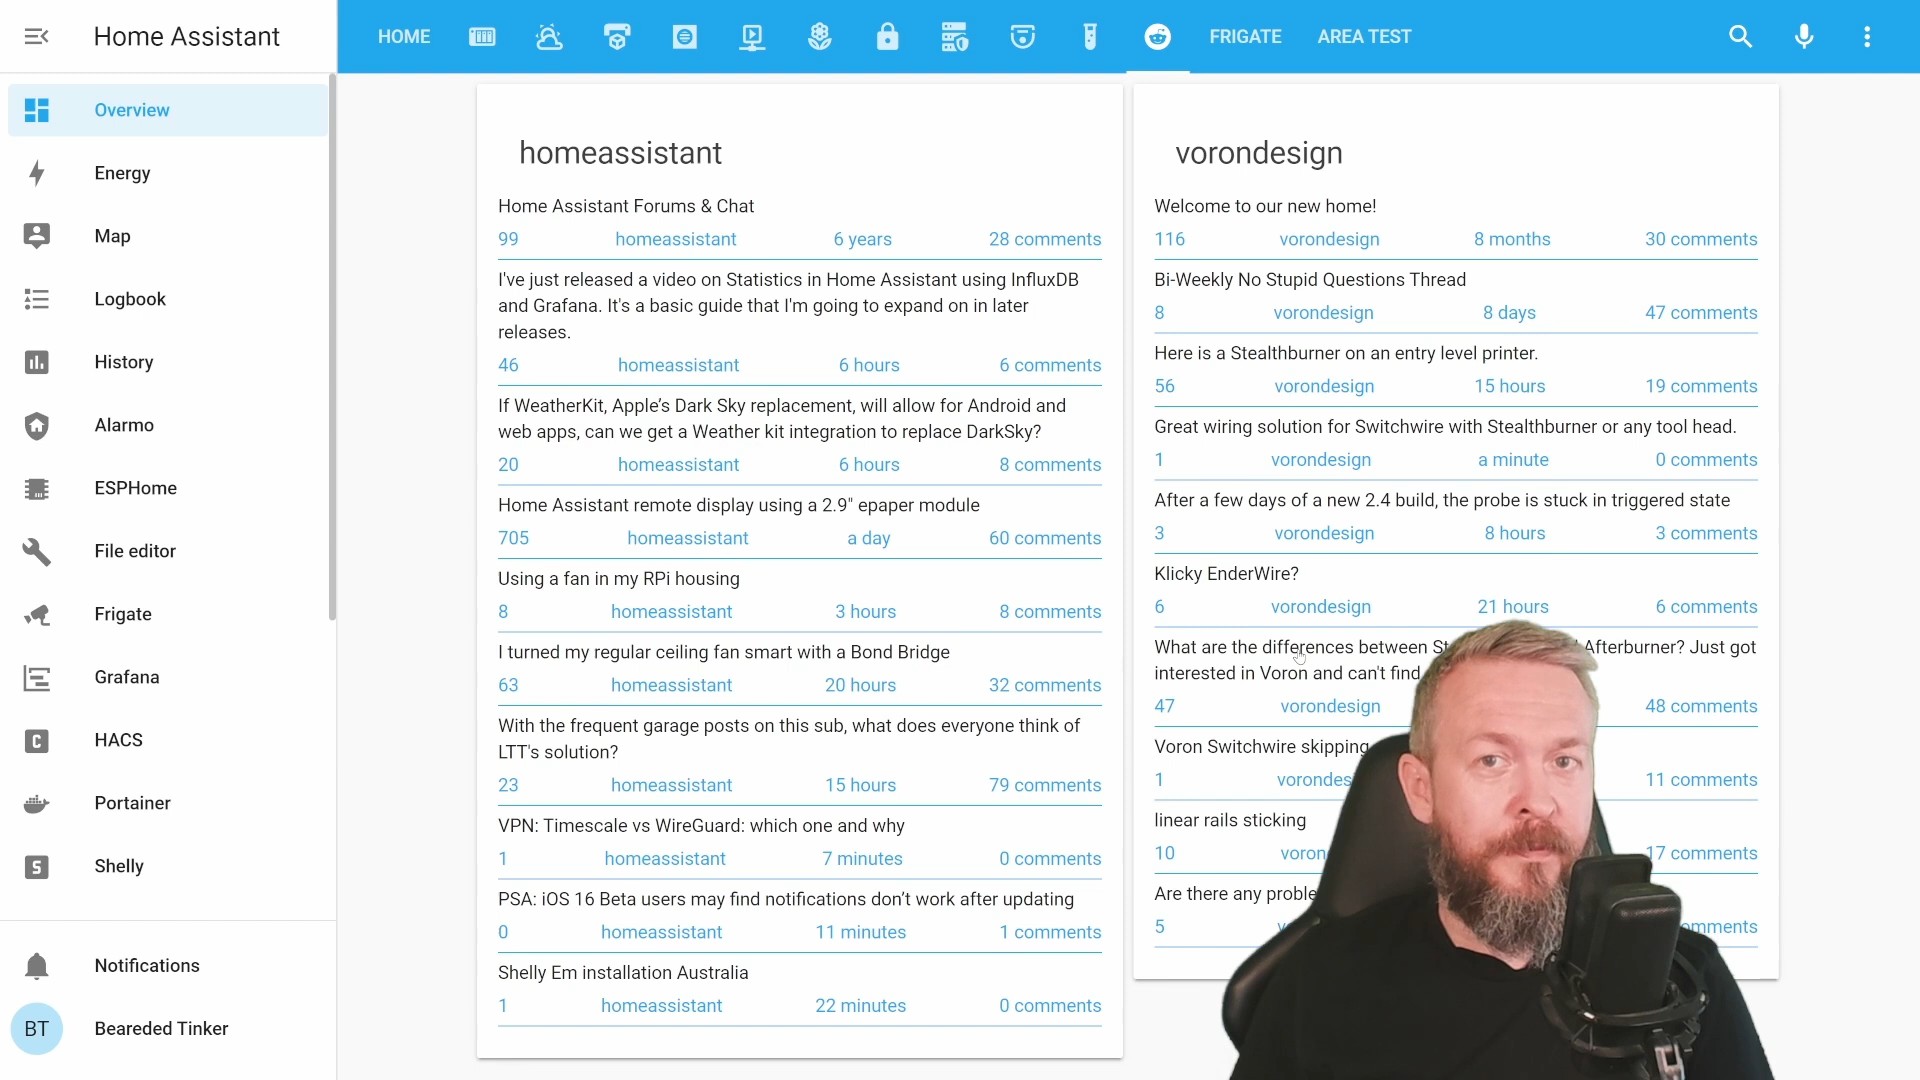 Home Assistant
HOME
FRIGATE
AREA TEST
Overview
Energy
Map
Logbook
History
Alarmo
ESPHome
File editor
Frigate
Grafana
C
HACS
Portainer
S
Shelly
Notifications
BT
Bearded Tinker
homeassistant
Home Assistant Forums & Chat
99 homeassistant 6 years 28 comments
I've just released a video on Statistics in Home Assistant using InfluxDB
and Grafana. It's a basic guide that I'm going to expand on in later
releases.
46 homeassistant 6 hours 6 comments
If WeatherKit, Apple’s Dark Sky replacement, will allow for Android and
web apps, can we get a Weather kit integration to replace DarkSky?
20 homeassistant 6 hours 8 comments
Home Assistant remote display using a 2.9" epaper module
705 homeassistant a day 60 comments
Using a fan in my RPi housing
8 homeassistant 3 hours 8 comments
I turned my regular ceiling fan smart with a Bond Bridge
63 homeassistant 20 hours 32 comments
With the frequent garage posts on this sub, what does everyone think of
LTT's solution?
23 homeassistant 15 hours 79 comments
VPN: Timescale vs WireGuard: which one and why
1 homeassistant 7 minutes 0 comments
PSA: iOS 16 Beta users may find notifications don’t work after updating
0 homeassistant 11 minutes 1 comments
Shelly Em installation Australia
1 homeassistant 22 minutes 0 comments
vorondesign
Welcome to our new home!
116 vorondesign 8 months 30 comments
Bi-Weekly No Stupid Questions Thread
8 vorondesign 8 days 47 comments
Here is a Stealthburner on an entry level printer.
56 vorondesign 15 hours 19 comments
Great wiring solution for Switchwire with Stealthburner or any tool head.
1 vorondesign a minute 0 comments
After a few days of a new 2.4 build, the probe is stuck in triggered state
3 vorondesign 8 hours 3 comments
Klicky EnderWire?
6 vorondesign 21 hours 6 comments
What are the differences between Afterburner? Just got
interested in Voron and can't find
47 vorondesign 48 comments
Voron Switchwire skipping
1 11 comments
linear rails sticking
10 17 comments
Are there any
5